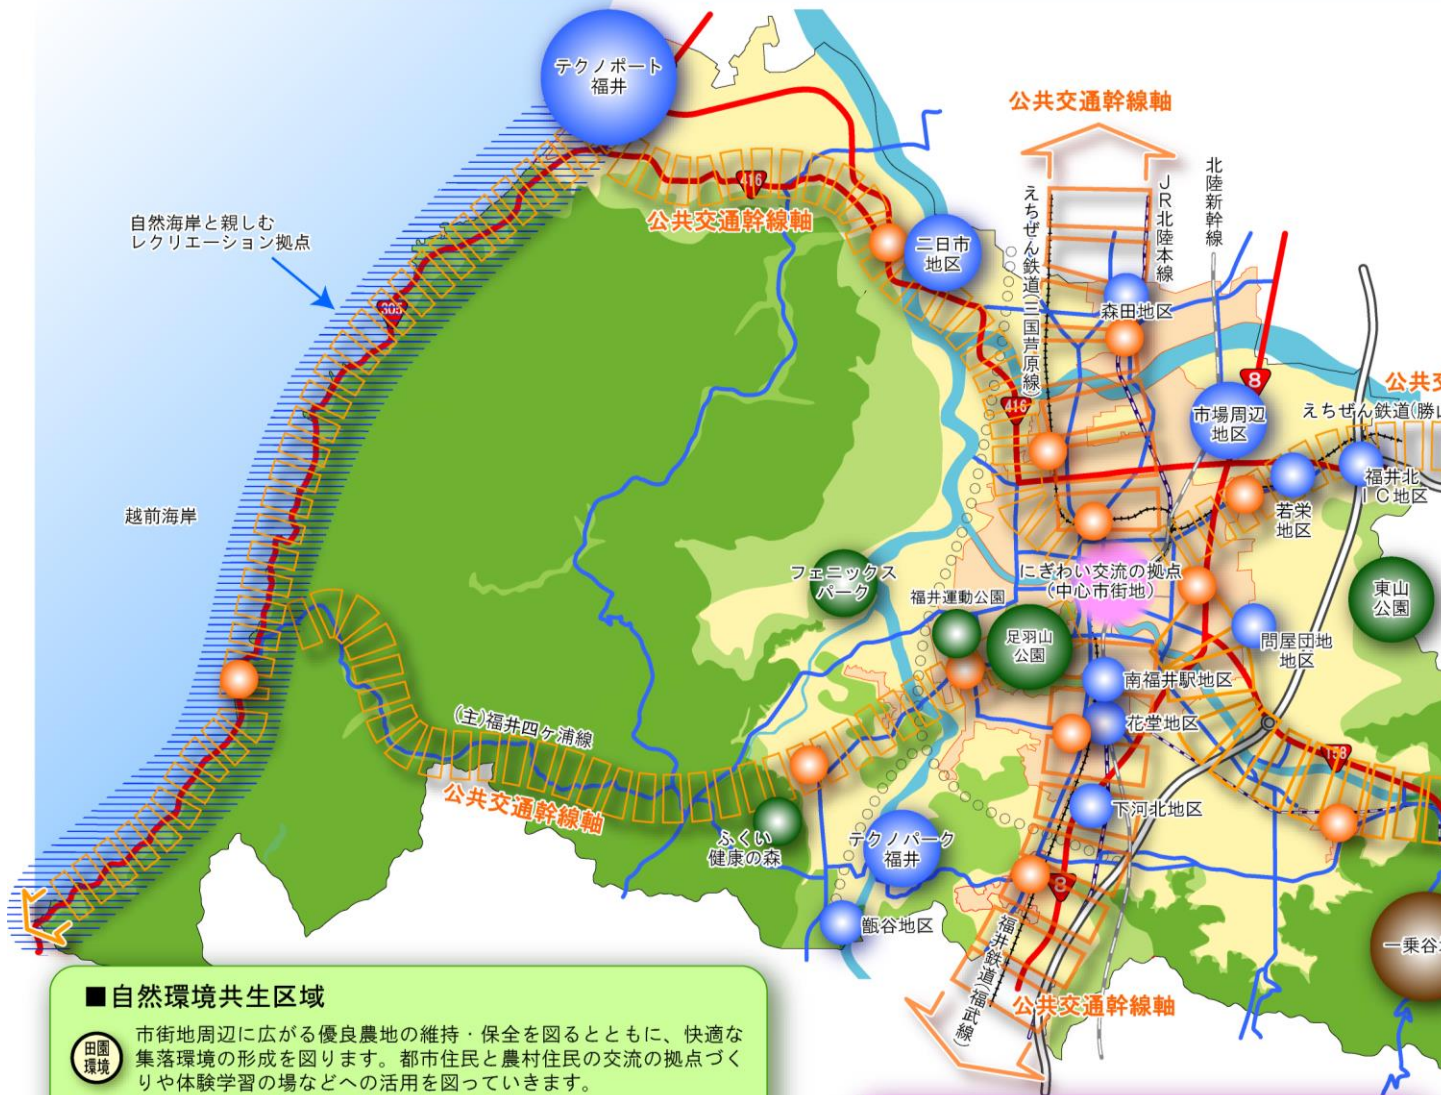 テクノポート
福井
公共交通幹線軸
北陸新幹線
JR北陸本線
えちぜん鉄道(三国芦原線)
416
公共交通幹線軸
自然海岸と親しむ
レクリエーション拠点
二日市
地区
森田地区
305
8
公共交
416
市場周辺
地区
えちぜん鉄道(勝山
福井北
IC地区
若栄
地区
越前海岸
フェニックス
パーク
にぎわい交流の拠点
(中心市街地)
東山
公園
福井運動公園
足羽山
公園
問屋団地
地区
南福井駅地区
花堂地区
(主)福井四ケ浦線
158
公共交通幹線軸
下河北地区
ふくい
健康の森
テクノパーク
福井
8
甑谷地区
福井鉄道(福武線)
一乗谷
公共交通幹線軸
■自然環境共生区域
田園
環境
市街地周辺に広がる優良農地の維持・保全を図るとともに、快適な
集落環境の形成を図ります。都市住民と農村住民の交流の拠点づく
りや体験学習の場などへの活用を図っていきます。